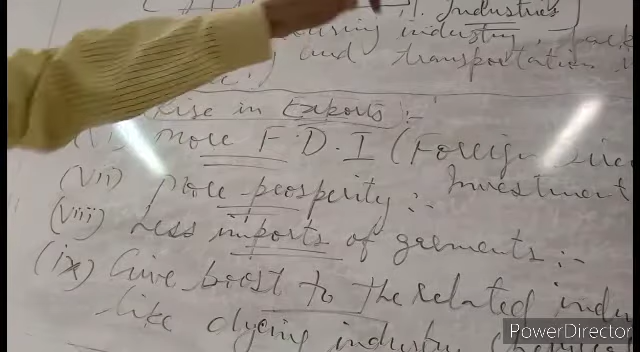 Industries
industry,
and transportation
Rise in Exports :-
(vi) More F.D.I (Foreign
Investment
(vii) More prosperity :-
(viii) Less imports of garments :-
(ix) Give boost to the related
like dyeing industry
PowerDirector